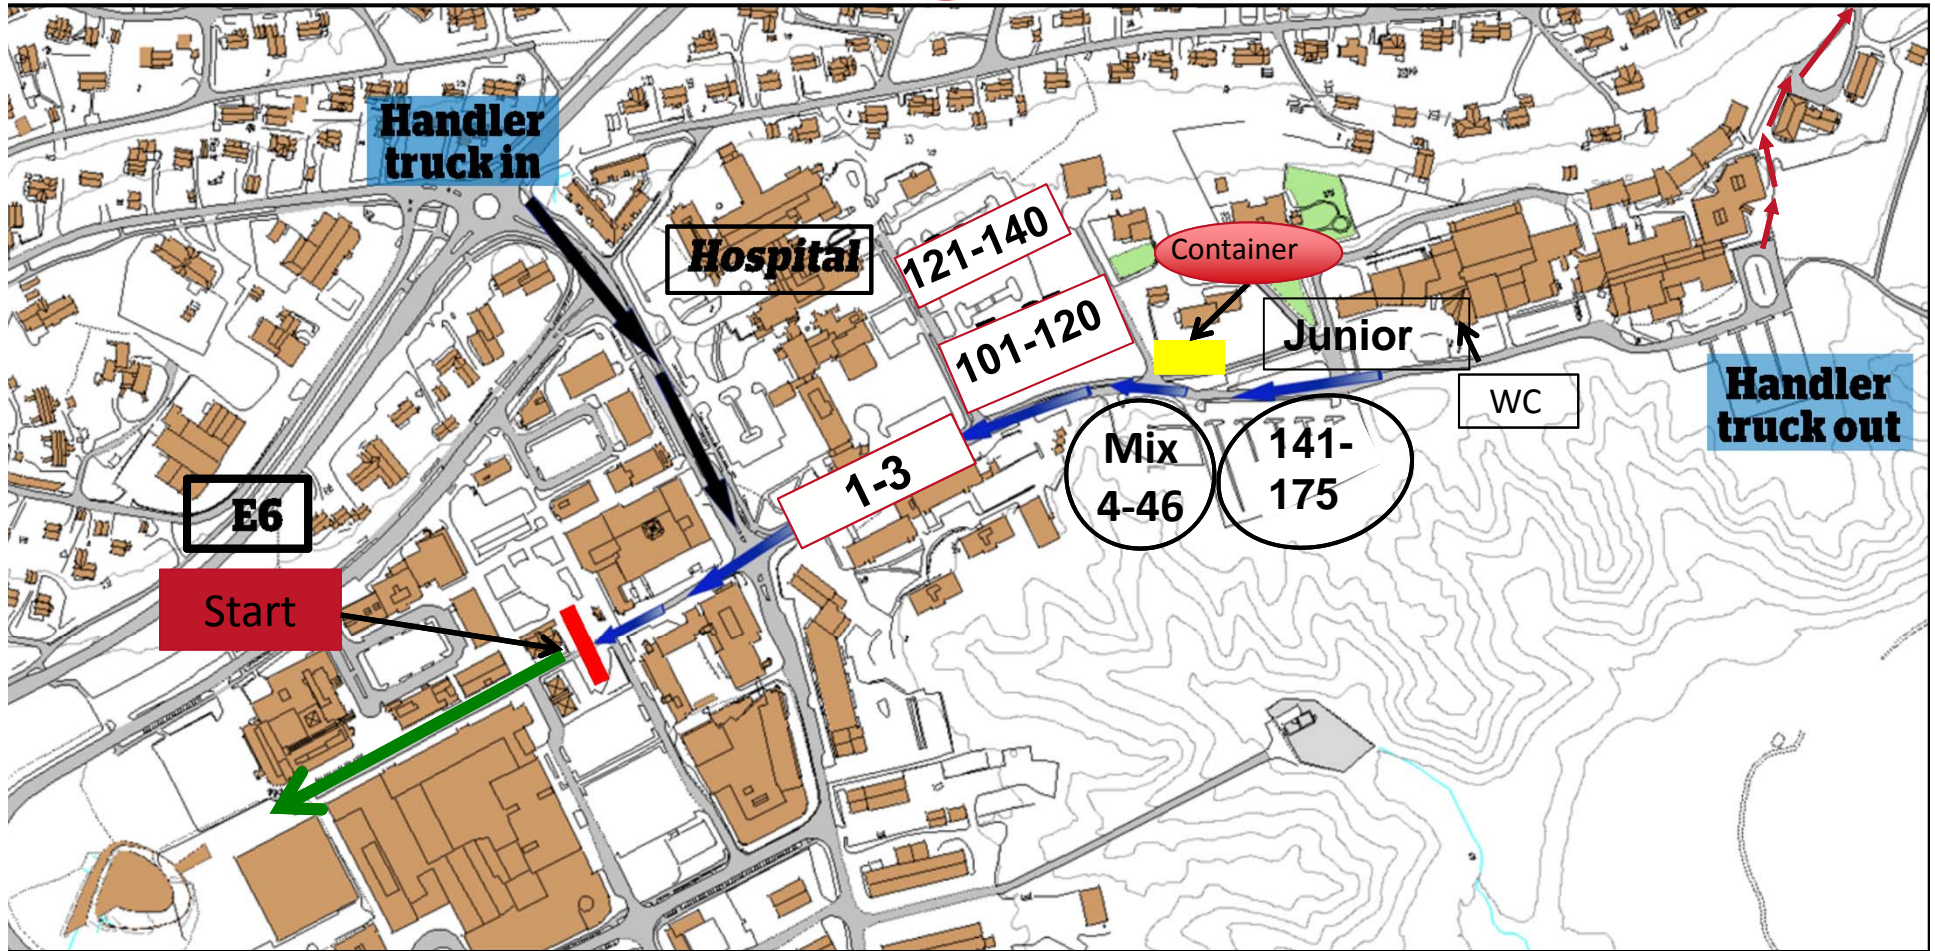 Handler
truck in
Hospital
121-140
Container
101-120
Junior
Handler
truck out
WC
1-3
Mix
4-46
141-
175
E6
Start